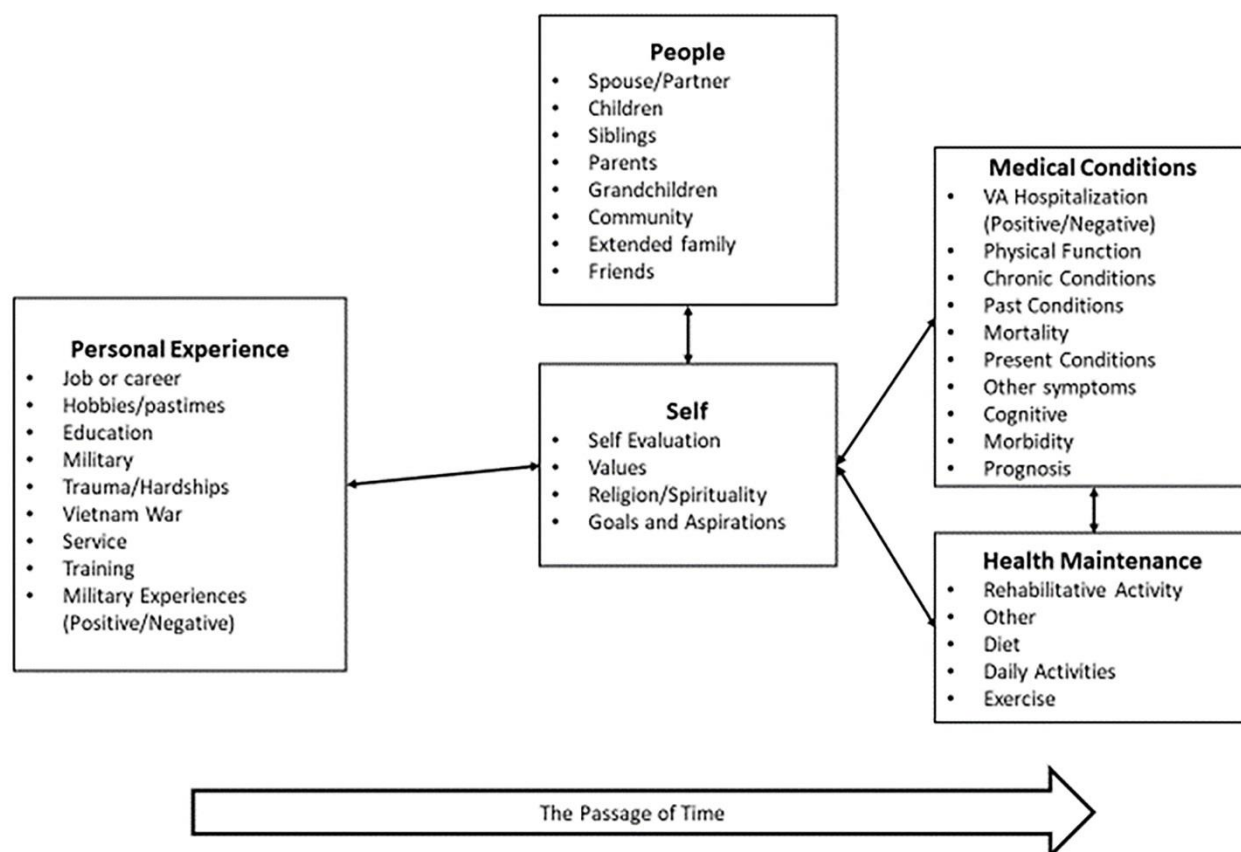 People
• Spouse/Partner
• Children
• Siblings
• Parents
• Grandchildren
• Community
• Extended family
• Friends
Personal Experience
• Job or career
• Hobbies/pastimes
• Education
• Military
• Trauma/Hardships
• Vietnam War
• Service
• Training
• Military Experiences
(Positive/Negative)
Self
• Self Evaluation
• Values
• Religion/Spirituality
• Goals and Aspirations
Medical Conditions
• VA Hospitalization
(Positive/Negative)
• Physical Function
• Chronic Conditions
• Past Conditions
• Mortality
• Present Conditions
• Other symptoms
• Cognitive
• Morbidity
• Prognosis
Health Maintenance
• Rehabilitative Activity
• Other
• Diet
• Daily Activities
• Exercise
The Passage of Time